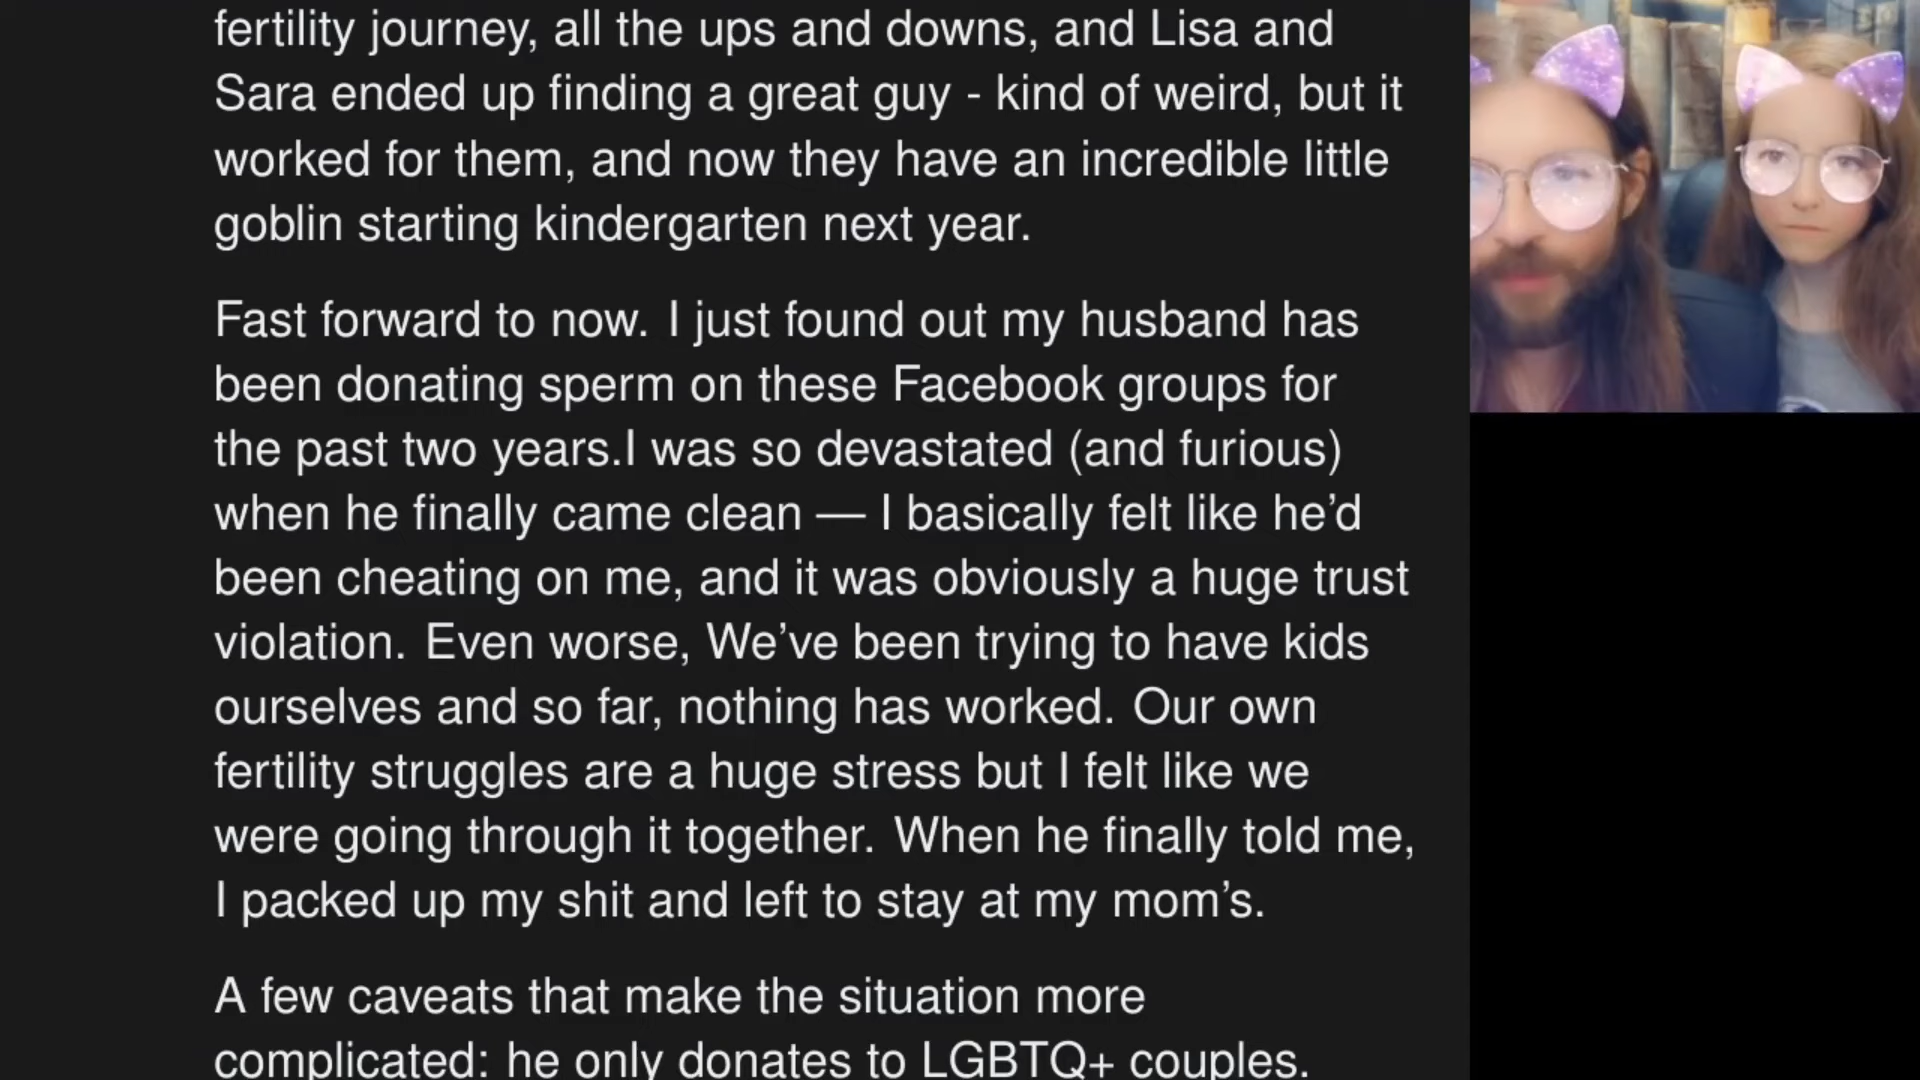 fertility journey, all the ups and downs, and Lisa and
Sara ended up finding a great guy - kind of weird, but it
worked for them, and now they have an incredible little
goblin starting kindergarten next year.
Fast forward to now. I just found out my husband has
been donating sperm on these Facebook groups for
the past two years.I was so devastated (and furious)
when he finally came clean — I basically felt like he’d
been cheating on me, and it was obviously a huge trust
violation. Even worse, We’ve been trying to have kids
ourselves and so far, nothing has worked. Our own
fertility struggles are a huge stress but I felt like we
were going through it together. When he finally told me,
I packed up my shit and left to stay at my mom’s.
A few caveats that make the situation more
complicated: he only donates to LGBTQ+ couples.